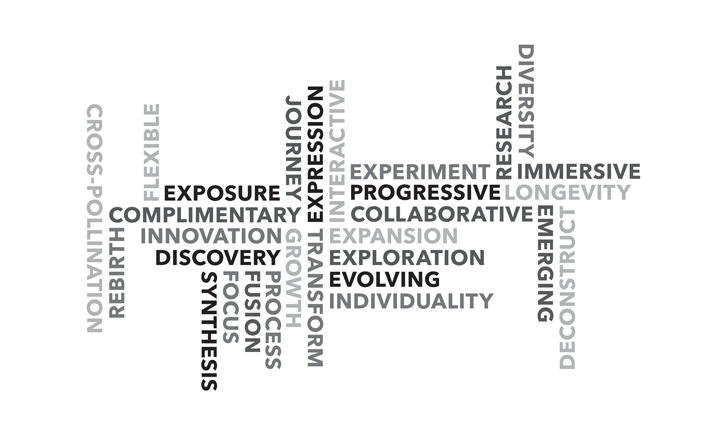 CROSS-POLLINATION
REBIRTH
FLEXIBLE
EXPOSURE
COMPLIMENTARY
INNOVATION
DISCOVERY
SYNTHESIS
FOCUS
FUSION
PROCESS
JOURNEY
GROWTH
EXPRESSION
TRANSFORM
INTERACTIVE
EXPERIMENT
PROGRESSIVE
COLLABORATIVE
EXPANSION
EXPLORATION
EVOLVING
INDIVIDUALITY
RESEARCH
DIVERSITY
IMMERSIVE
LONGEVITY
EMERGING
DECONSTRUCT